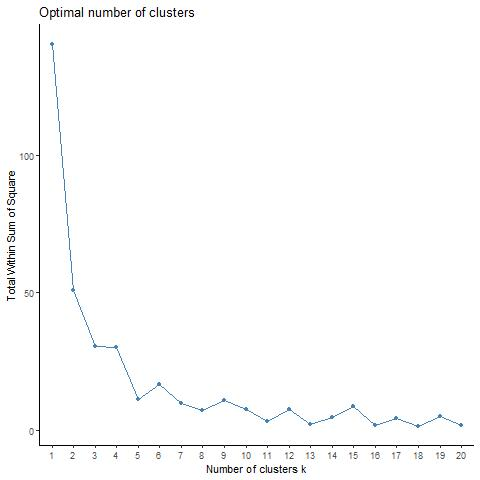 Optimal number of clusters
Total Within Sum of Square
100
50
0
1 2 3 4 5 6 7 8 9 10 11 12 13 14 15 16 17 18 19 20
Number of clusters k